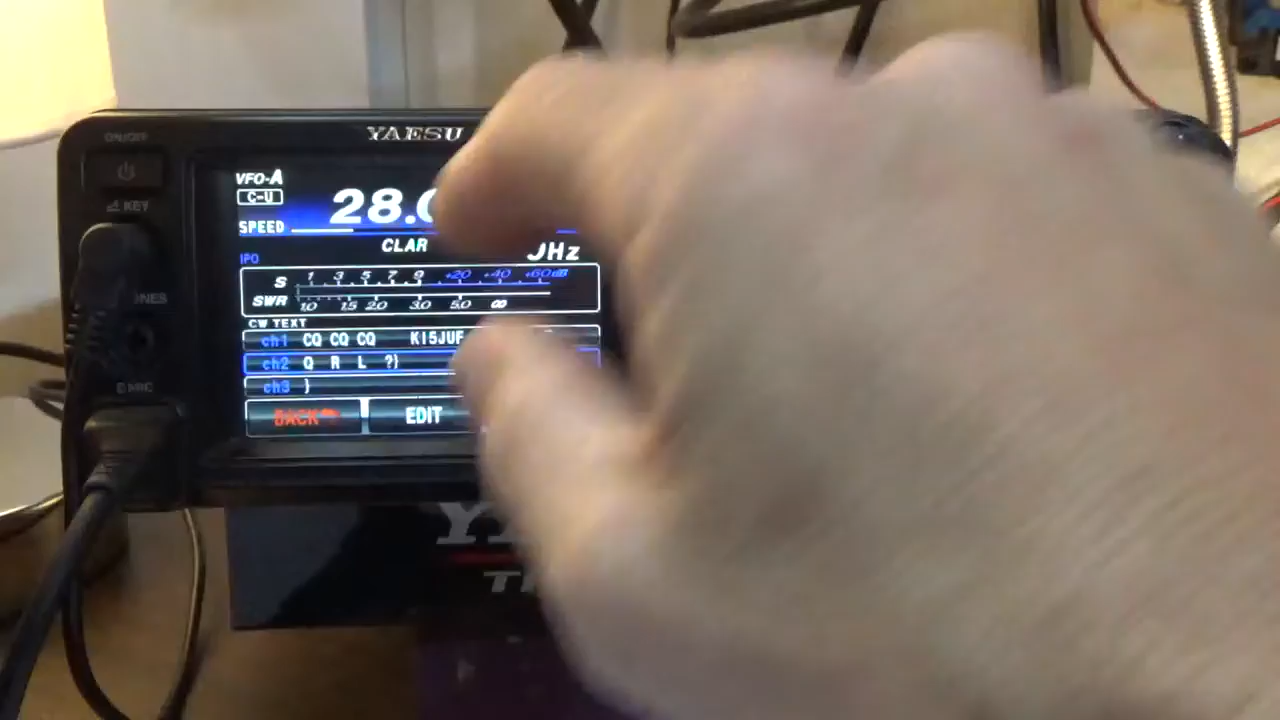 ON/OFF
YAESU
VFO-A
C-U
28.0
KEY
SPEED
CLAR
Hz
IPO
S 1 3 5 7 9 +20 +40 +60dB
SWR 1.0 1.5 2.0 3.0 5.0 ∞
CW TEXT
ch1 CQ CQ CQ KI5JUF
ch2 Q R L ?}
ch3 }
MIC
BACK EDIT